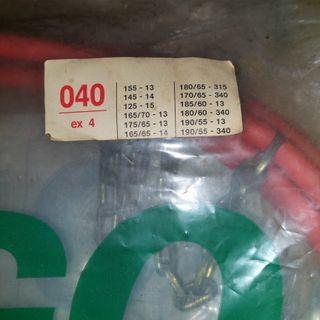 040
ex 4
155 - 13
145 - 14
125 - 15
165/70 - 13
175/65 - 13
165/65 - 14
180/65 - 315
170/65 - 340
185/60 - 13
180/60 - 340
190/55 - 13
190/55 - 340
GO